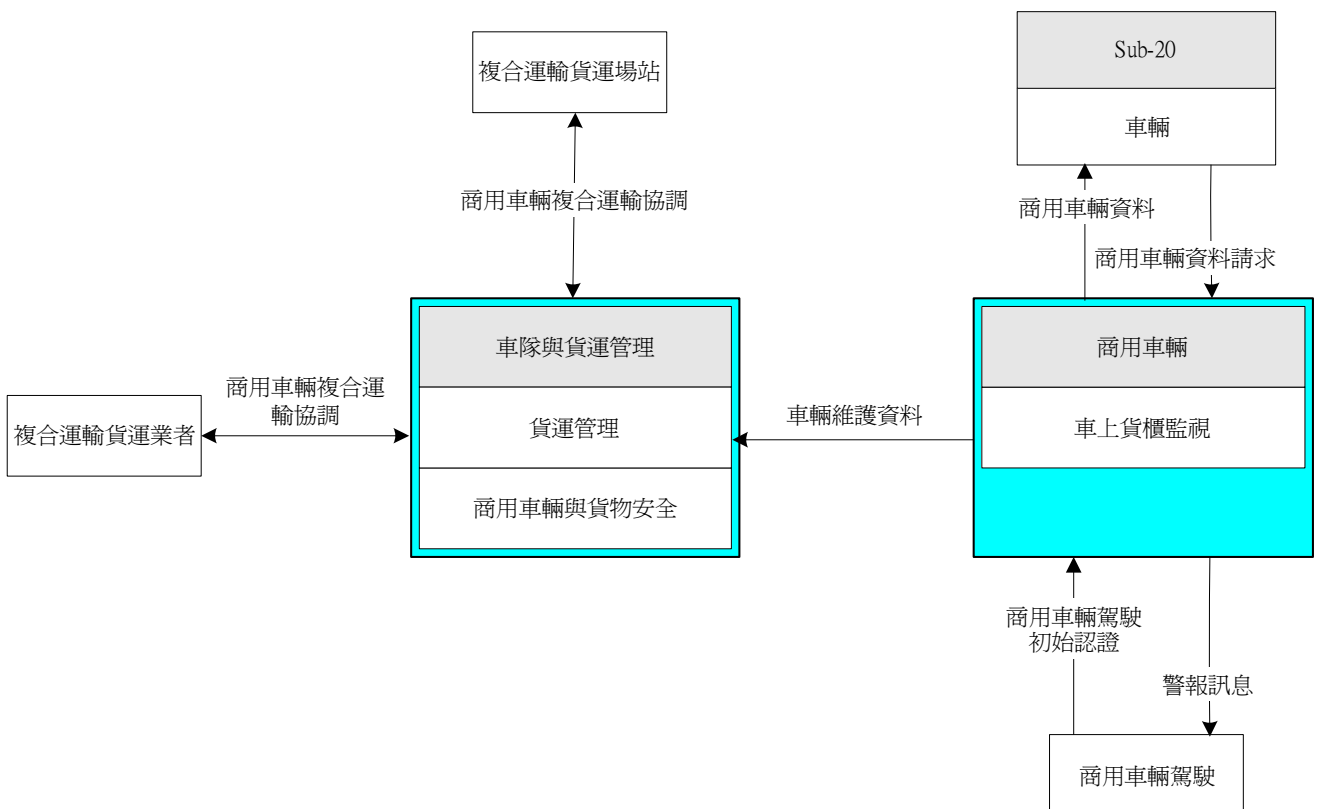 Sub-20
車輛
複合運輸貨運場站
商用車輛複合運輸協調
商用車輛資料
商用車輛資料請求
車隊與貨運管理
貨運管理
商用車輛與貨物安全
商用車輛
車上貨櫃監視
商用車輛複合運
輸協調
複合運輸貨運業者
車輛維護資料
商用車輛駕駛
初始認證
警報訊息
商用車輛駕駛